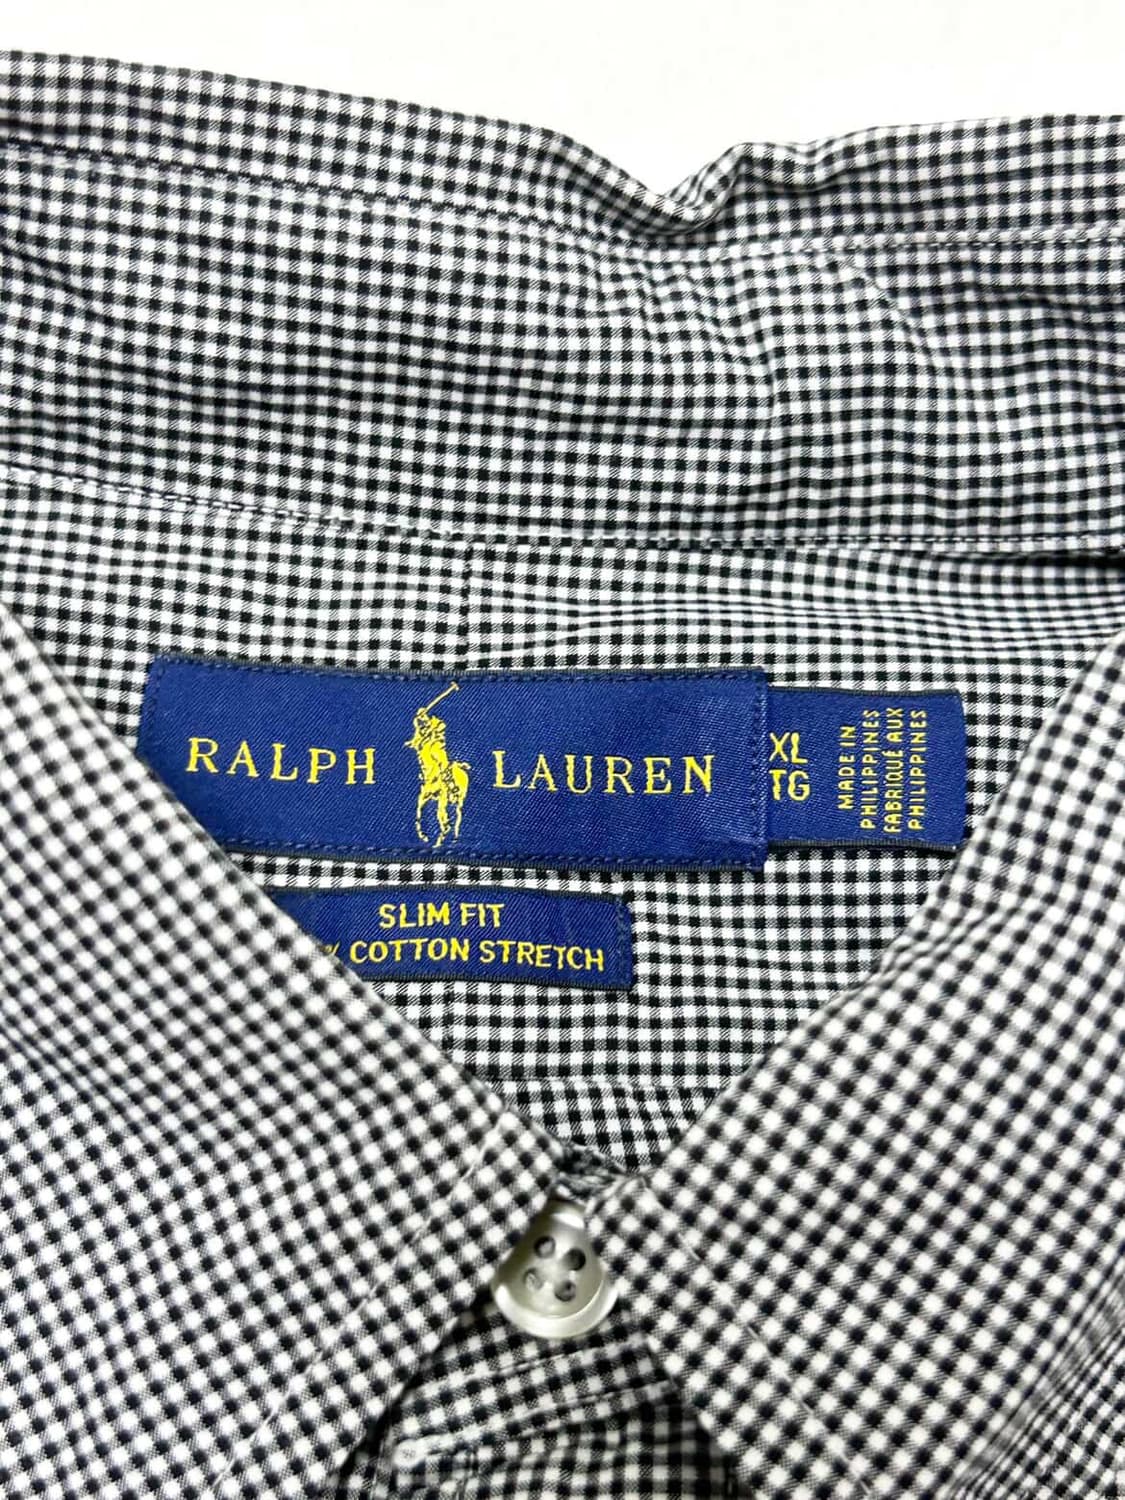 RALPH LAUREN
XL
TG
MADE IN
PHILIPPINES
FABRIQUÉ AUX
PHILIPPINES
SLIM FIT
% COTTON STRETCH